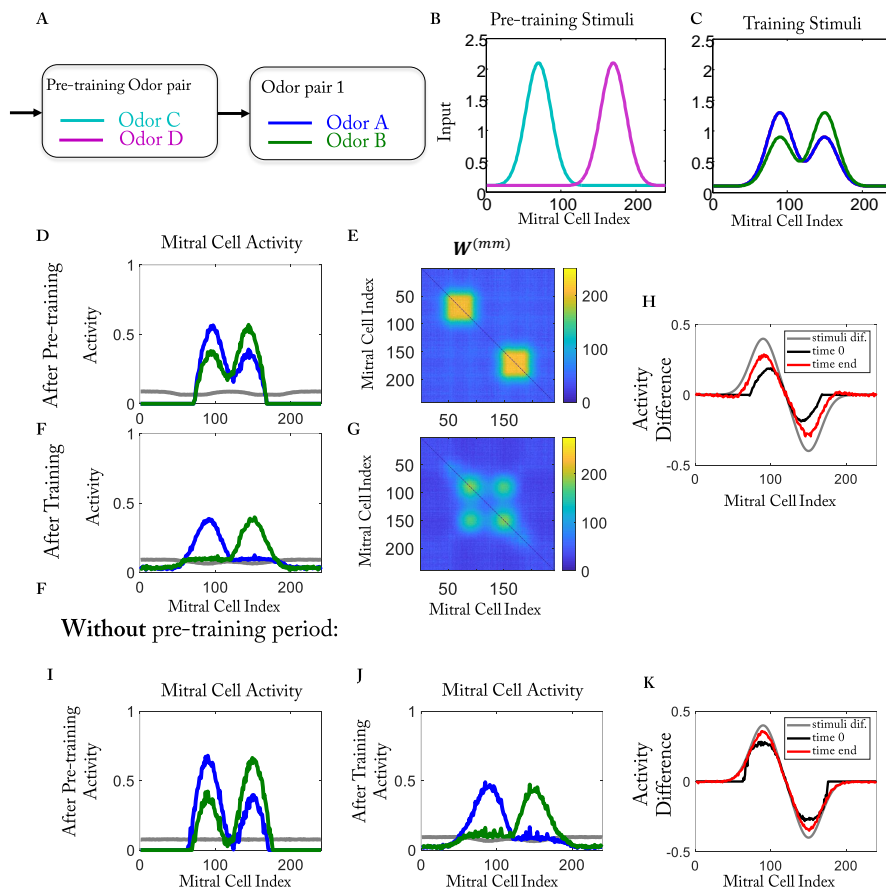 A
Pre-training Odor pair
Odor C
Odor D
Odor pair 1
Odor A
Odor B
B
Pre-training Stimuli
2.5
2
1.5
1
0.5
0
0
100
200
Input
Mitral Cell Index
C
Training Stimuli
2.5
2
1.5
1
0.5
0
0
100
200
Mitral Cell Index
D
Mitral Cell Activity
After Pre-training
Activity
1
0.5
0
0
100
200
E
W(mm)
Mitral Cell Index
50
100
150
200
50
150
200
100
0
F
After Training
Activity
1
0.5
0
0
100
200
Mitral Cell Index
G
Mitral Cell Index
50
100
150
200
50
150
Mitral Cell Index
200
100
0
H
Activity
Difference
0.5
0
-0.5
0
100
200
stimuli dif.
time 0
time end
Mitral Cell Index
F
Without pre-training period:
I
Mitral Cell Activity
After Pre-training
Activity
1
0.5
0
0
100
200
Mitral Cell Index
J
Mitral Cell Activity
After Training
Activity
1
0.5
0
0
100
200
Mitral Cell Index
K
Activity
Difference
0.5
0
-0.5
0
100
200
stimuli dif.
time 0
time end
Mitral Cell Index